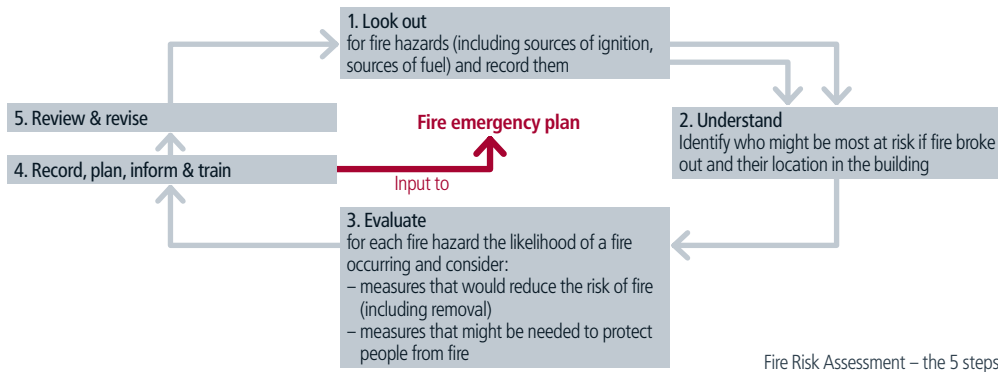 1. Look out
for fire hazards (including sources of ignition,
sources of fuel) and record them
2. Understand
Identify who might be most at risk if fire broke
out and their location in the building
3. Evaluate
for each fire hazard the likelihood of a fire
occurring and consider:
– measures that would reduce the risk of fire
(including removal)
– measures that might be needed to protect
people from fire
4. Record, plan, inform & train
Input to
Fire emergency plan
5. Review & revise
Fire Risk Assessment – the 5 steps